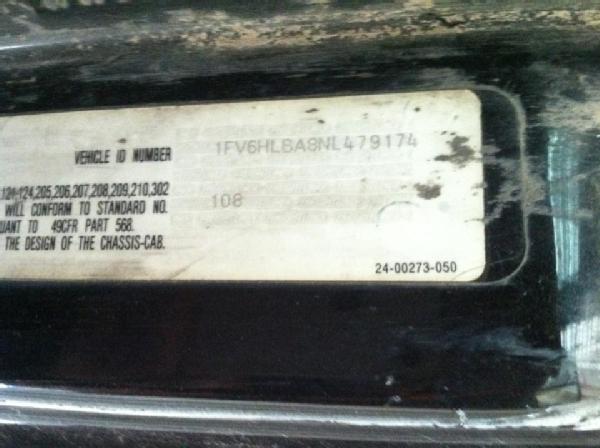 VEHICLE ID NUMBER 1FV6HLBA8NL479174
121-124,205,206,207,208,209,210,302
WILL CONFORM TO STANDARD NO. 108
UANT TO 49CFR PART 568.
THE DESIGN OF THE CHASSIS-CAB.
24-00273-050